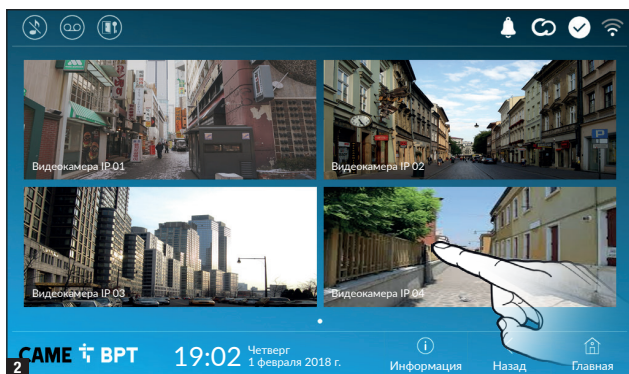 Видеокамера IP 01
Видеокамера IP 02
Видеокамера IP 03
Видеокамера IP 04
P
2
CAME BPT
19:02
Четверг
1 февраля 2018 г.
Информация
Назад
Главная